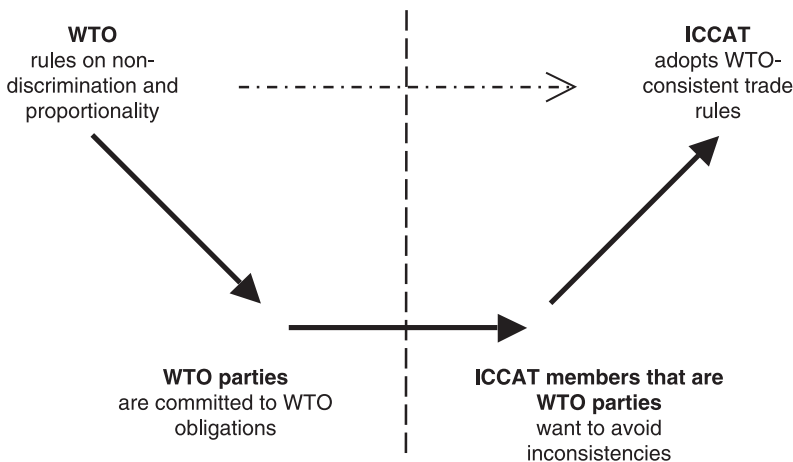 WTO
rules on non-
discrimination and
proportionality
ICCAT
adopts WTO-
consistent trade
rules
WTO parties
are committed to WTO
obligations
ICCAT members that are
WTO parties
want to avoid
inconsistencies